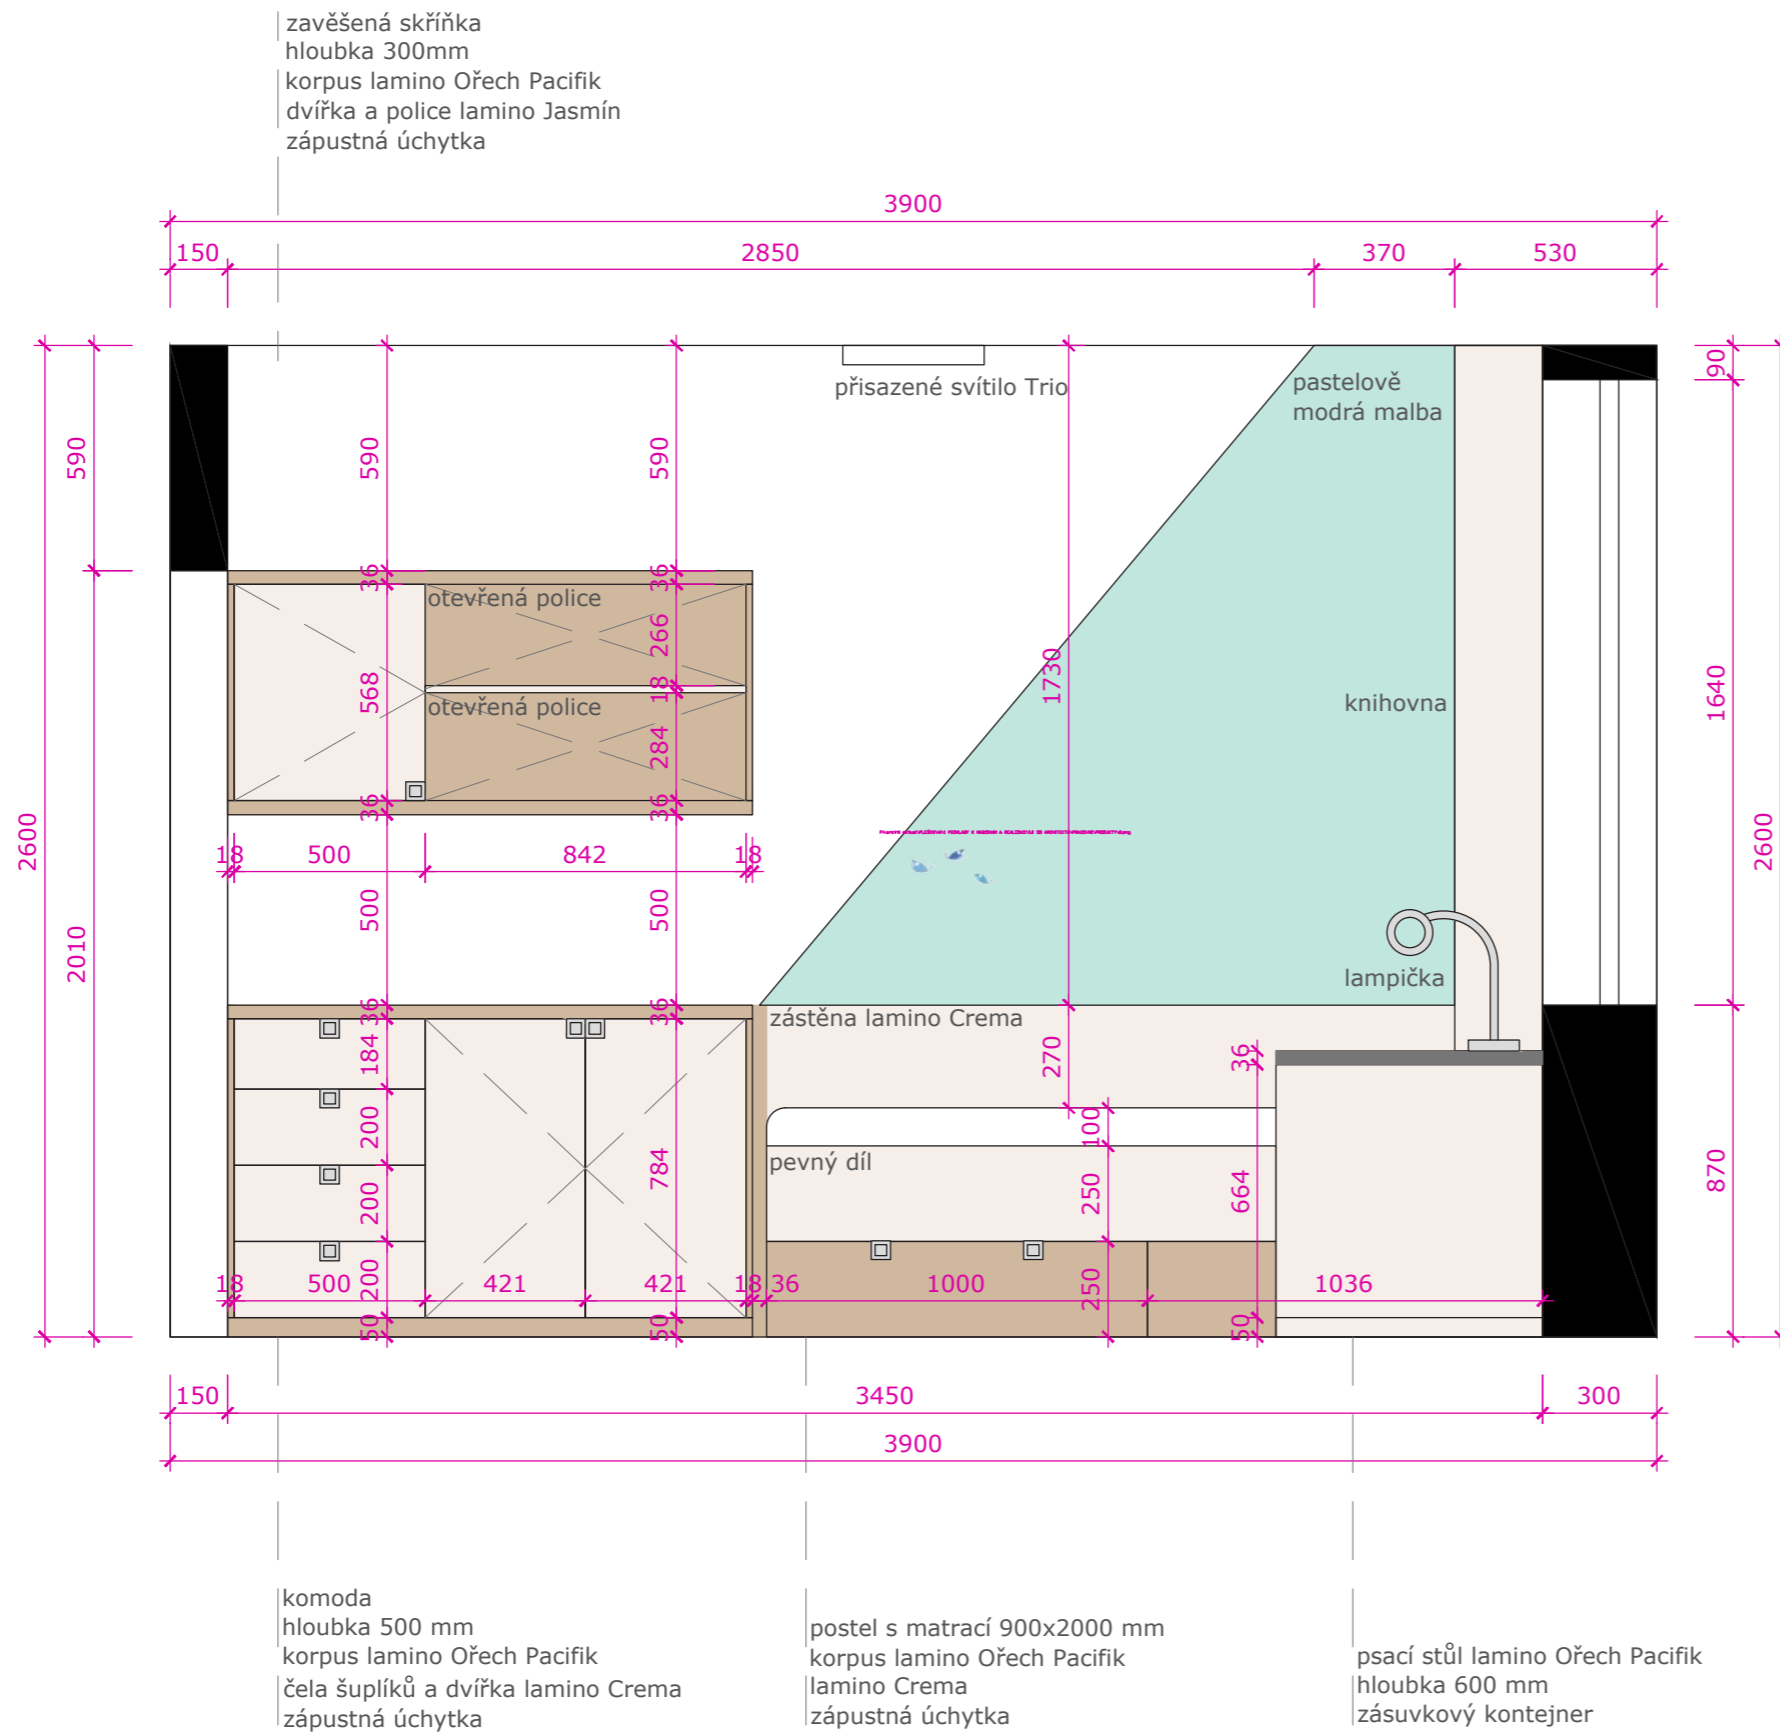 zavěšená skříňka
hloubka 300mm
korpus lamino Ořech Pacifik
dvířka a police lamino Jasmín
zápustná úchytka
3900
150
2850
370
530
přisazené svítilo Trio
pastelově
modrá malba
90
590
590
590
36
36
otevřená police
266
568
18
1730
1640
otevřená police
knihovna
284
36
36
2600
2600
18
500
842
18
500
500
2010
lampička
36
36
zástěna lamino Crema
184
270
36
200
100
784
pevný díl
664
870
200
250
18
500
200
421
421
18
36
1000
250
1036
50
50
50
150
3450
300
3900
komoda
hloubka 500 mm
korpus lamino Ořech Pacifik
čela šuplíků a dvířka lamino Crema
zápustná úchytka
postel s matrací 900x2000 mm
korpus lamino Ořech Pacifik
lamino Crema
zápustná úchytka
psací stůl lamino Ořech Pacifik
hloubka 600 mm
zásuvkový kontejner